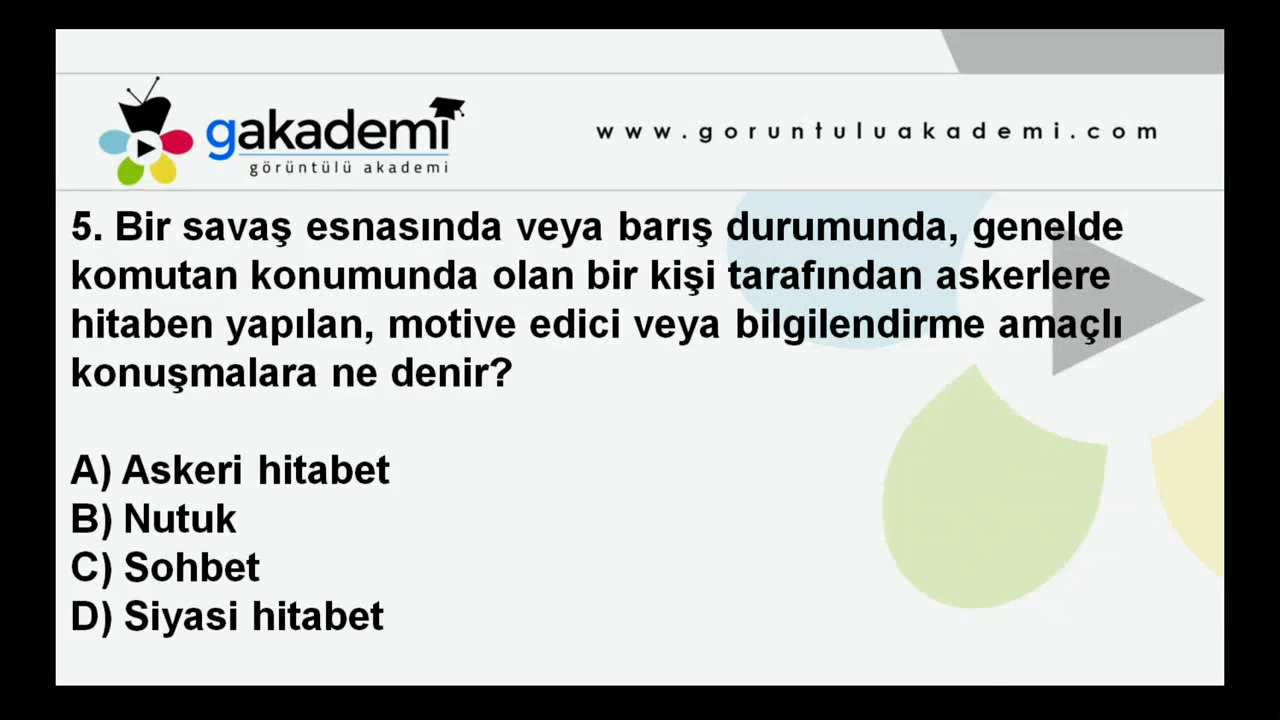 gakademi
görüntülü akademi
www.goruntuluakademi.com
5. Bir savaş esnasında veya barış durumunda, genelde
komutan konumunda olan bir kişi tarafından askerlere
hitaben yapılan, motive edici veya bilgilendirme amaçlı
konuşmalara ne denir?
A) Askeri hitabet
B) Nutuk
C) Sohbet
D) Siyasi hitabet